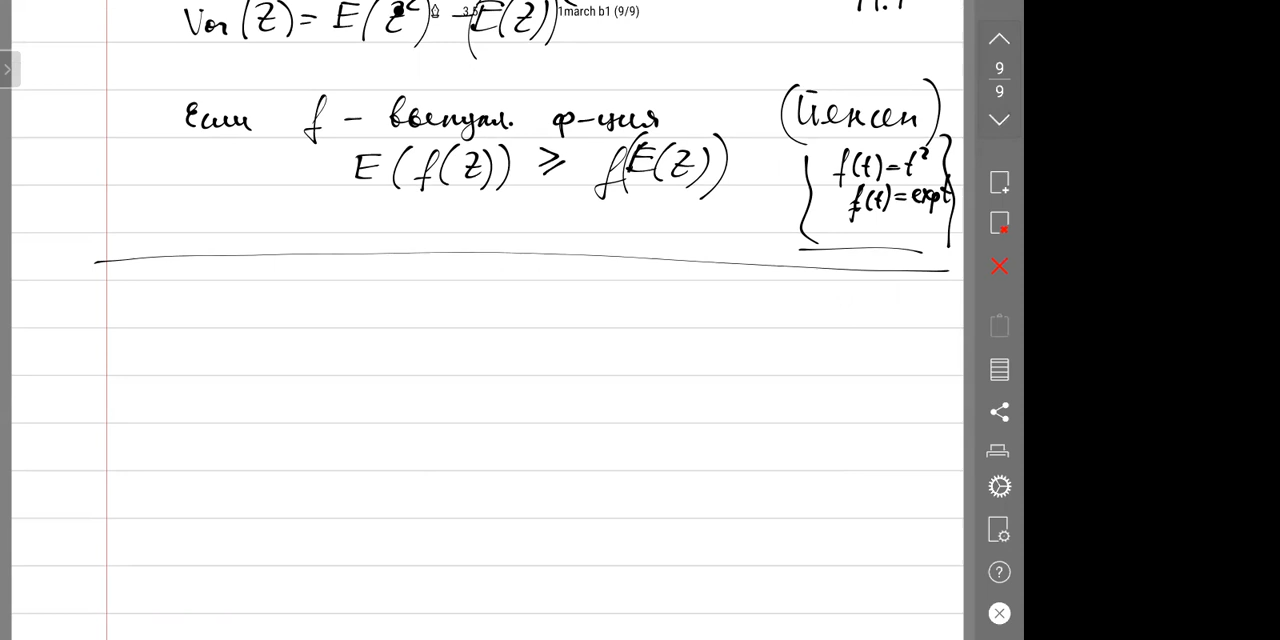 Var(Z) = E(Z²) - (E(Z))²
1march b1 (9/9)
Если f - выпукл. ф-ция (Йенсен)
E(f(Z)) ≥ f(E(Z))
f(t)=t²
f(t)=exp t
9
9